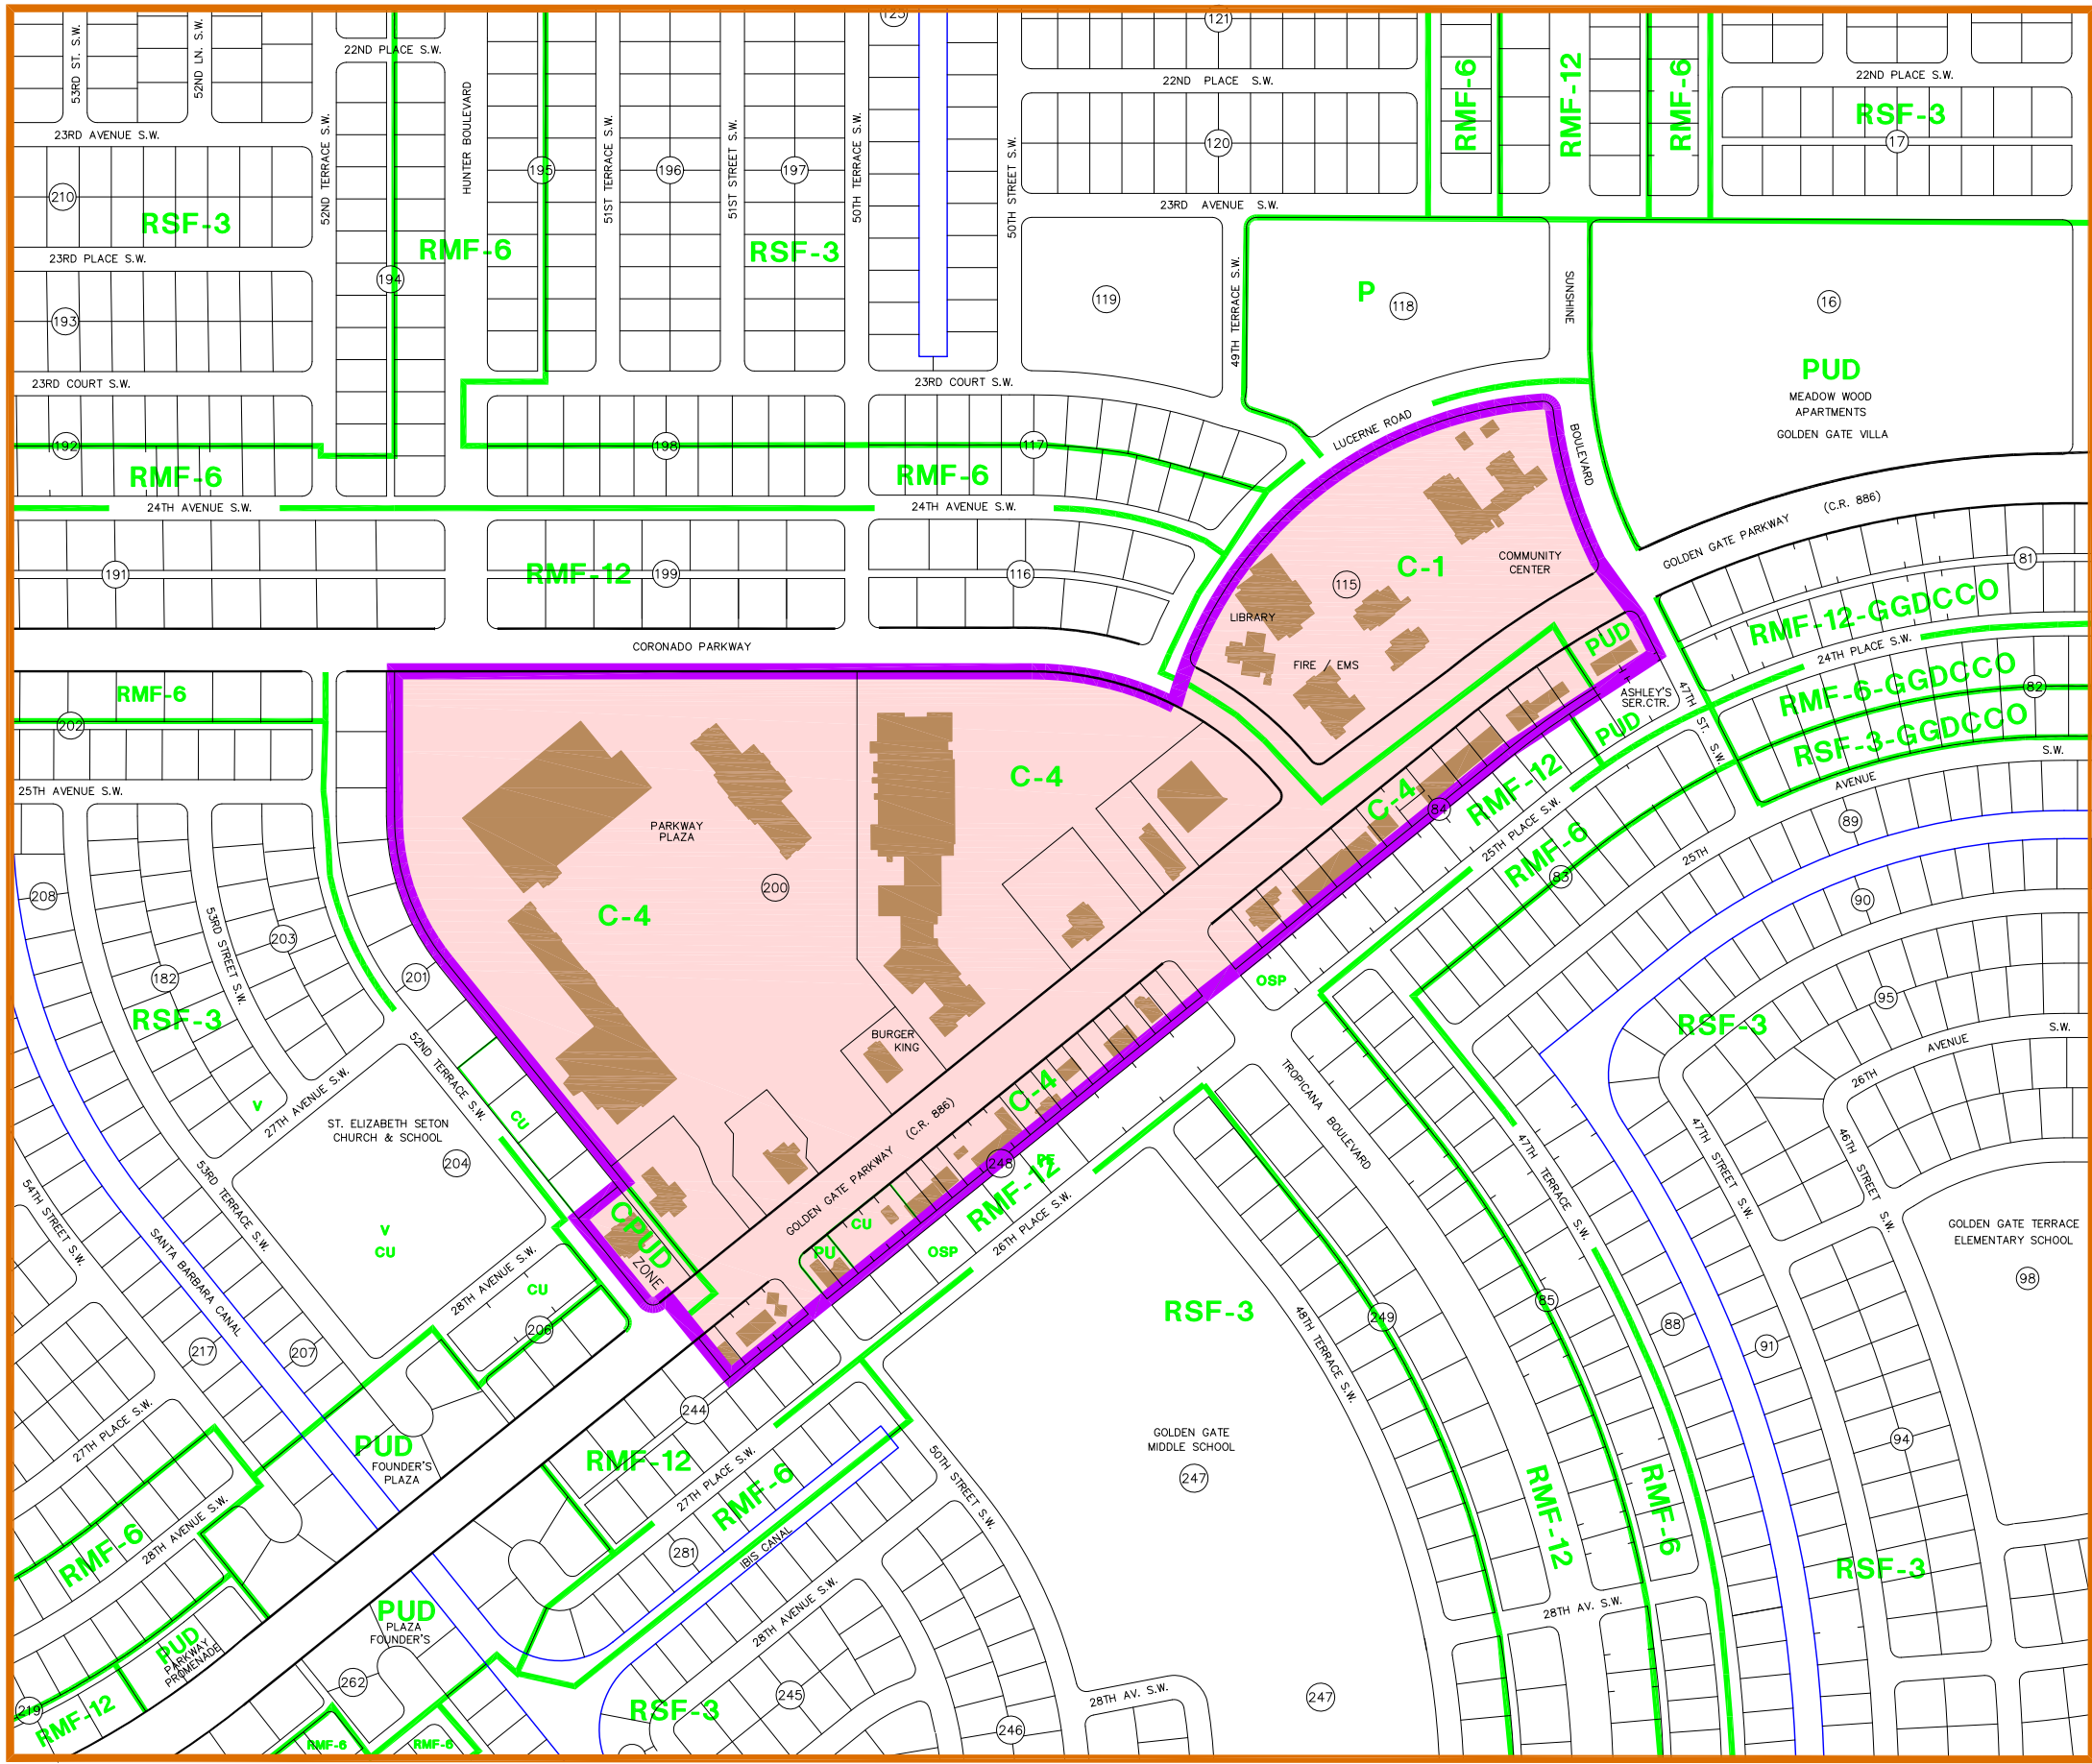 53RD ST. S.W.
52ND LN. S.W.
22ND PLACE S.W.
125
121
22ND PLACE S.W.
22ND PLACE S.W.
RMF-6
RMF-12
RMF-6
RSF-3
17
23RD AVENUE S.W.
52ND TERRACE S.W.
HUNTER BOULEVARD
195
51ST TERRACE S.W.
196
51ST STREET S.W.
197
50TH TERRACE S.W.
50TH STREET S.W.
120
23RD AVENUE S.W.
210
RSF-3
RMF-6
RSF-3
23RD PLACE S.W.
194
193
119
49TH TERRACE S.W.
P
118
SUNSHINE
BOULEVARD
16
PUD
MEADOW WOOD
APARTMENTS
GOLDEN GATE VILLA
23RD COURT S.W.
23RD COURT S.W.
LUCERNE ROAD
192
198
117
RMF-6
RMF-6
24TH AVENUE S.W.
24TH AVENUE S.W.
GOLDEN GATE PARKWAY (C.R. 886)
191
RMF-12
199
116
C-1
COMMUNITY
CENTER
115
LIBRARY
FIRE / EMS
81
RMF-12-GGDCCO
24TH PLACE S.W.
RMF-6-GGDCCO
82
RSF-3-GGDCCO
CORONADO PARKWAY
PUD
ASHLEY'S
SER.CTR.
PUD
47TH ST. S.W.
RMF-6
202
25TH AVENUE S.W.
25TH
AVENUE
S.W.
C-4
C-4
84
RMF-12
25TH PLACE S.W.
RMF-6
83
89
90
PARKWAY
PLAZA
200
C-4
208
53RD STREET S.W.
203
182
201
RSF-3
OSP
RSF-3
95
26TH
AVENUE
S.W.
BURGER
KING
52ND TERRACE S.W.
27TH AVENUE S.W.
V
CU
ST. ELIZABETH SETON
CHURCH & SCHOOL
204
V
CU
C-4
GOLDEN GATE PARKWAY (C.R. 886)
248
PF
RMF-12
26TH PLACE S.W.
TROPICANA BOULEVARD
47TH TERRACE S.W.
47TH STREET S.W.
46TH STREET S.W.
GOLDEN GATE TERRACE
ELEMENTARY SCHOOL
98
54TH STREET S.W.
SANTA BARBARA CANAL
53RD TERRACE S.W.
CPUD
ZONE
PU
CU
OSP
28TH AVENUE S.W.
CU
206
217
207
RSF-3
48TH TERRACE S.W.
249
85
88
91
94
27TH PLACE S.W.
PUD
FOUNDER'S
PLAZA
244
RMF-12
27TH PLACE S.W.
RMF-6
50TH STREET S.W.
GOLDEN GATE
MIDDLE SCHOOL
247
RMF-12
RMF-6
RSF-3
28TH AVENUE S.W.
RMF-6
281
IBIS CANAL
28TH AVENUE S.W.
28TH AV. S.W.
PUD
PLAZA
FOUNDER'S
PUD
PARKWAY
PROMENADE
219
RMF-12
262
RMF-6
RMF-6
RSF-3
245
246
28TH AV. S.W.
247